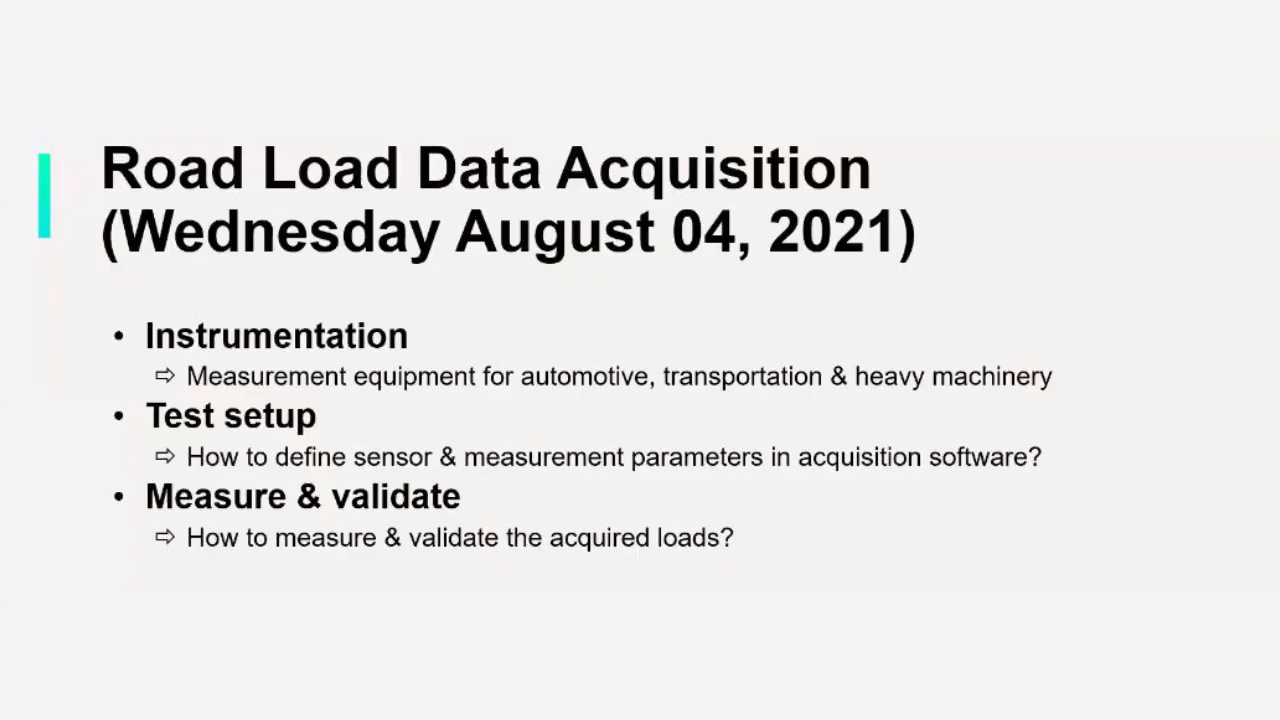 Road Load Data Acquisition
(Wednesday August 04, 2021)
• Instrumentation
⇨ Measurement equipment for automotive, transportation & heavy machinery
• Test setup
⇨ How to define sensor & measurement parameters in acquisition software?
• Measure & validate
⇨ How to measure & validate the acquired loads?